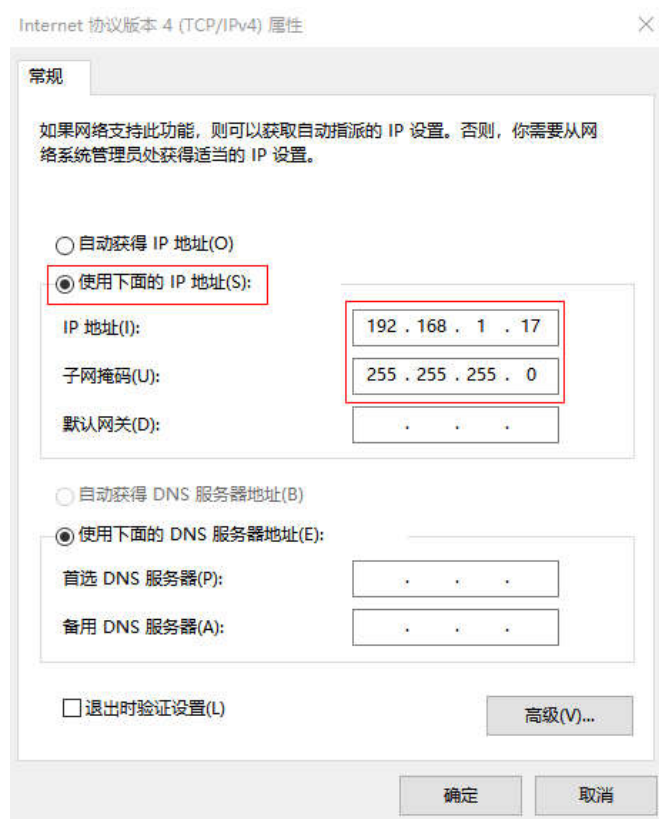 Internet 协议版本 4 (TCP/IPv4) 属性
常规
如果网络支持此功能，则可以获取自动指派的 IP 设置。否则，你需要从网
络系统管理员处获得适当的 IP 设置。
自动获得 IP 地址(O)
使用下面的 IP 地址(S):
IP 地址(I): 192 . 168 . 1 . 17
子网掩码(U): 255 . 255 . 255 . 0
默认网关(D): . . .
自动获得 DNS 服务器地址(B)
使用下面的 DNS 服务器地址(E):
首选 DNS 服务器(P): . . .
备用 DNS 服务器(A): . . .
退出时验证设置(L)
高级(V)...
确定 取消